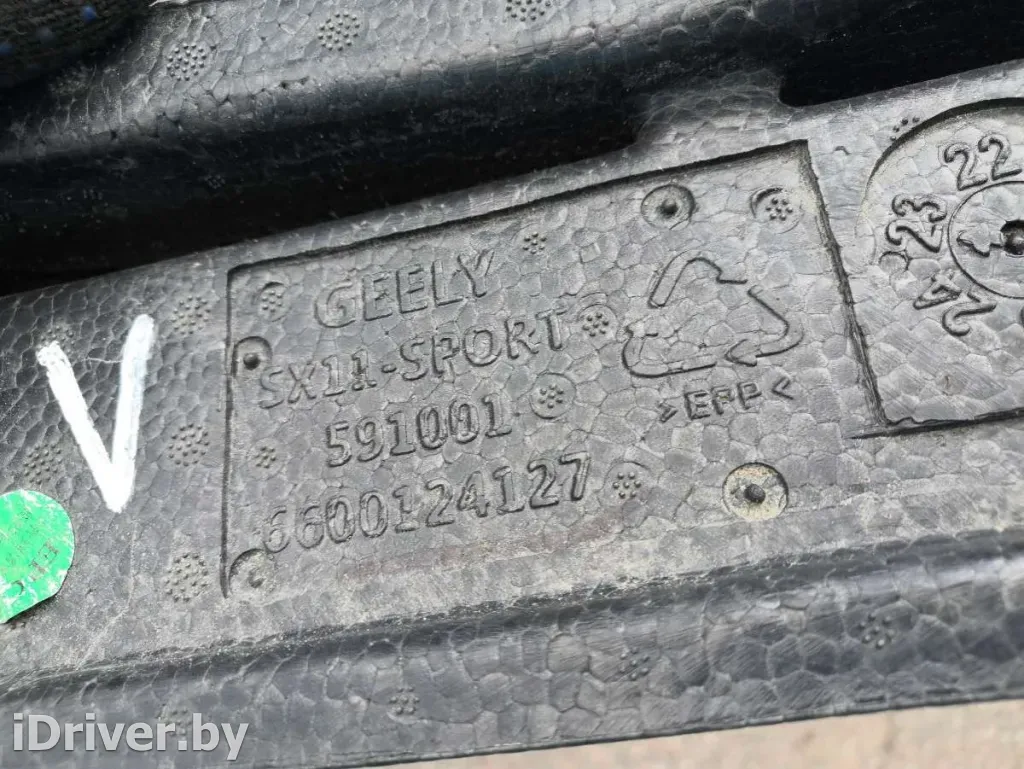 GEELY
SX11-SPORT
591001
6600124127
>EPP<
22
23
24
V
iDriver.by